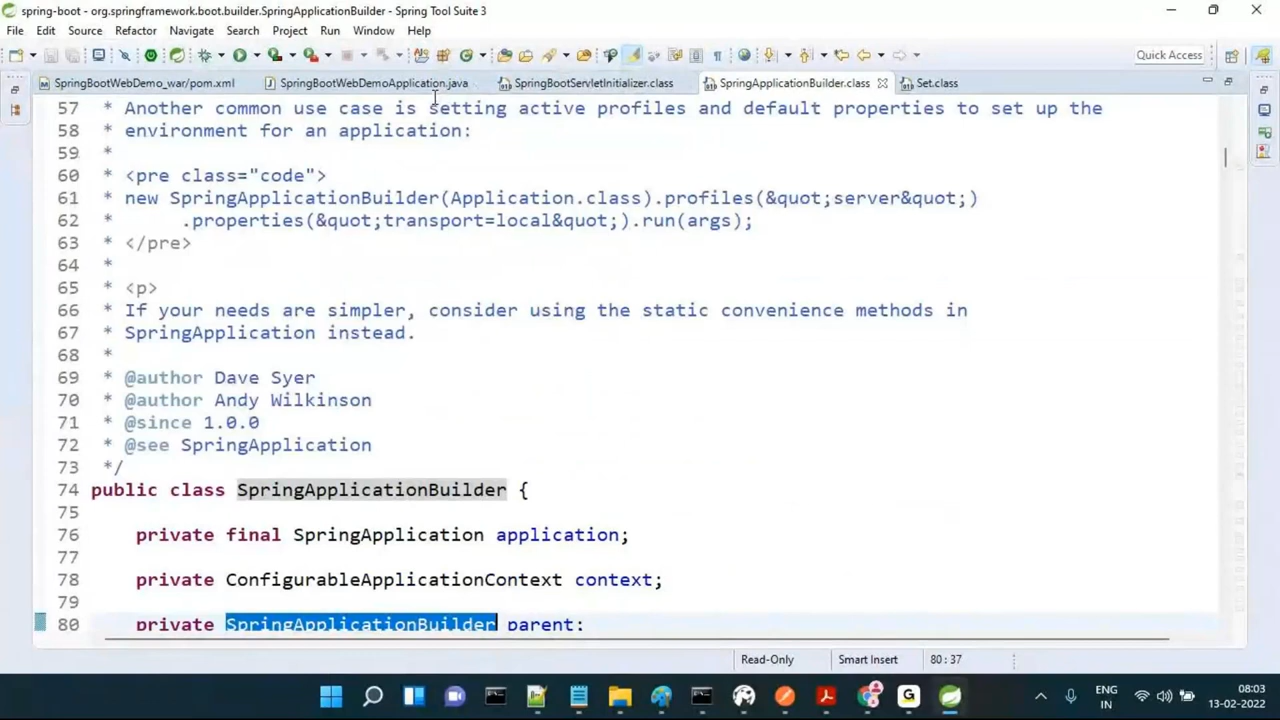 spring-boot - org.springframework.boot.builder.SpringApplicationBuilder - Spring Tool Suite 3
File Edit Source Refactor Navigate Search Project Run Window Help
Quick Access
SpringBootWebDemo_war/pom.xml SpringBootWebDemoApplication.java SpringBootServletInitializer.class SpringApplicationBuilder.class Set.class
57 * Another common use case is setting active profiles and default properties to set up the
58 * environment for an application:
59 *
60 * <pre class="code">
61 * new SpringApplicationBuilder(Application.class).profiles(&quot;server&quot;)
62 * .properties(&quot;transport=local&quot;).run(args);
63 * </pre>
64 *
65 * <p>
66 * If your needs are simpler, consider using the static convenience methods in
67 * SpringApplication instead.
68 *
69 * @author Dave Syer
70 * @author Andy Wilkinson
71 * @since 1.0.0
72 * @see SpringApplication
73 */
74 public class SpringApplicationBuilder {
75
76 private final SpringApplication application;
77
78 private ConfigurableApplicationContext context;
79
80 private SpringApplicationBuilder parent;
Read-Only Smart Insert 80 : 37
ENG
IN
08:03
13-02-2022